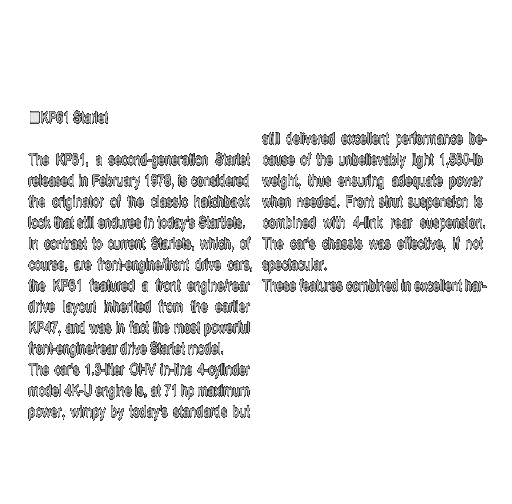 ■KP61 Starlet
The KP61, a second-generation Starlet
released in February 1978, is considered
the originator of the classic hatchback
look that still endures in today's Starlets.
In contrast to current Starlets, which, of
course, are front-engine/front drive cars,
the KP61 featured a front engine/rear
drive layout inherited from the earlier
KP47, and was in fact the most powerful
front-engine/rear drive Starlet model.
The car's 1.3-liter OHV in-line 4-cylinder
model 4K-U engine is, at 71 hp maximum
power, wimpy by today's standards but
still delivered excellent performance be-
cause of the unbelievably light 1,580-lb
weight, thus ensuring adequate power
when needed. Front strut suspension is
combined with 4-link rear suspension.
The car's chassis was effective, if not
spectacular.
These features combined in excellent har-